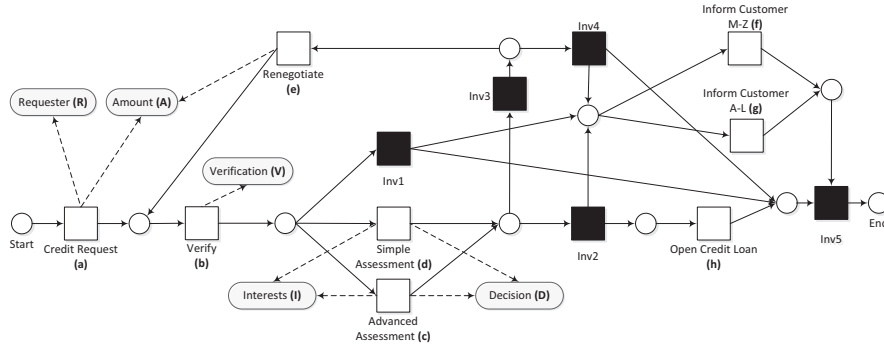 Inform Customer
M-Z (f)
Inv4
Renegotiate
(e)
Inv3
Requester (R)
Amount (A)
Inform Customer
A-L (g)
Verification (V)
Inv1
Start
Credit Request
(a)
Verify
(b)
Simple
Assessment (d)
Inv2
Open Credit Loan
(h)
Inv5
End
Interests (I)
Decision (D)
Advanced
Assessment (c)